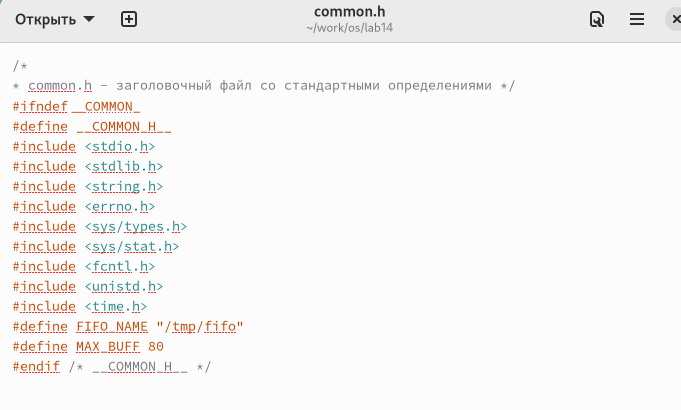 Открыть
common.h
~/work/os/lab14
/*
* common.h - заголовочный файл со стандартными определениями */
#ifndef __COMMON_
#define __COMMON_H__
#include <stdio.h>
#include <stdlib.h>
#include <string.h>
#include <errno.h>
#include <sys/types.h>
#include <sys/stat.h>
#include <fcntl.h>
#include <unistd.h>
#include <time.h>
#define FIFO_NAME "/tmp/fifo"
#define MAX_BUFF 80
#endif /* __COMMON_H__ */